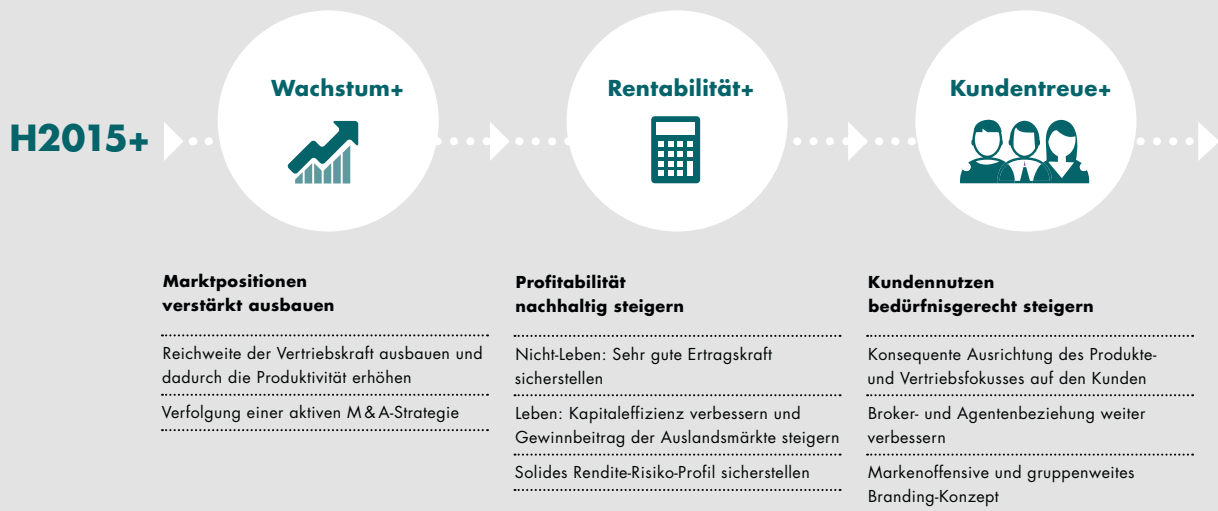 H2015+
Wachstum+
Rentabilität+
Kundentreue+
Marktpositionen
verstärkt ausbauen
Reichweite der Vertriebskraft ausbauen und
dadurch die Produktivität erhöhen
Verfolgung einer aktiven M & A-Strategie
Profitabilität
nachhaltig steigern
Nicht-Leben: Sehr gute Ertragskraft
sicherstellen
Leben: Kapitaleffizienz verbessern und
Gewinnbeitrag der Auslandsmärkte steigern
Solides Rendite-Risiko-Profil sicherstellen
Kundennutzen
bedürfnisgerecht steigern
Konsequente Ausrichtung des Produkte-
und Vertriebsfokusses auf den Kunden
Broker- und Agentenbeziehung weiter
verbessern
Markenoffensive und gruppenweites
Branding-Konzept